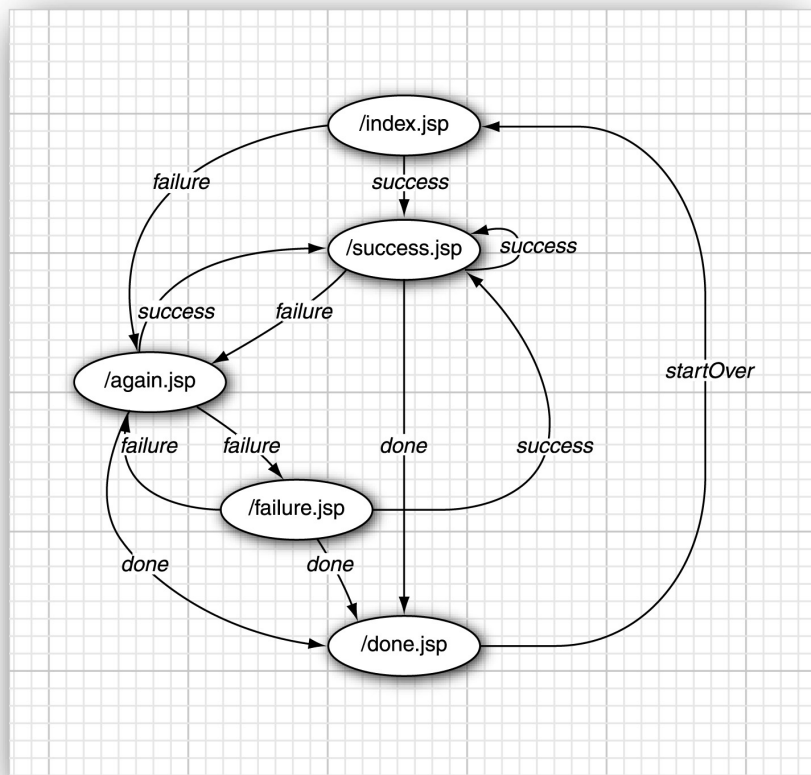 /index.jsp
failure
success
/success.jsp
success
success
failure
startOver
/again.jsp
failure
failure
done
success
/failure.jsp
done
done
/done.jsp